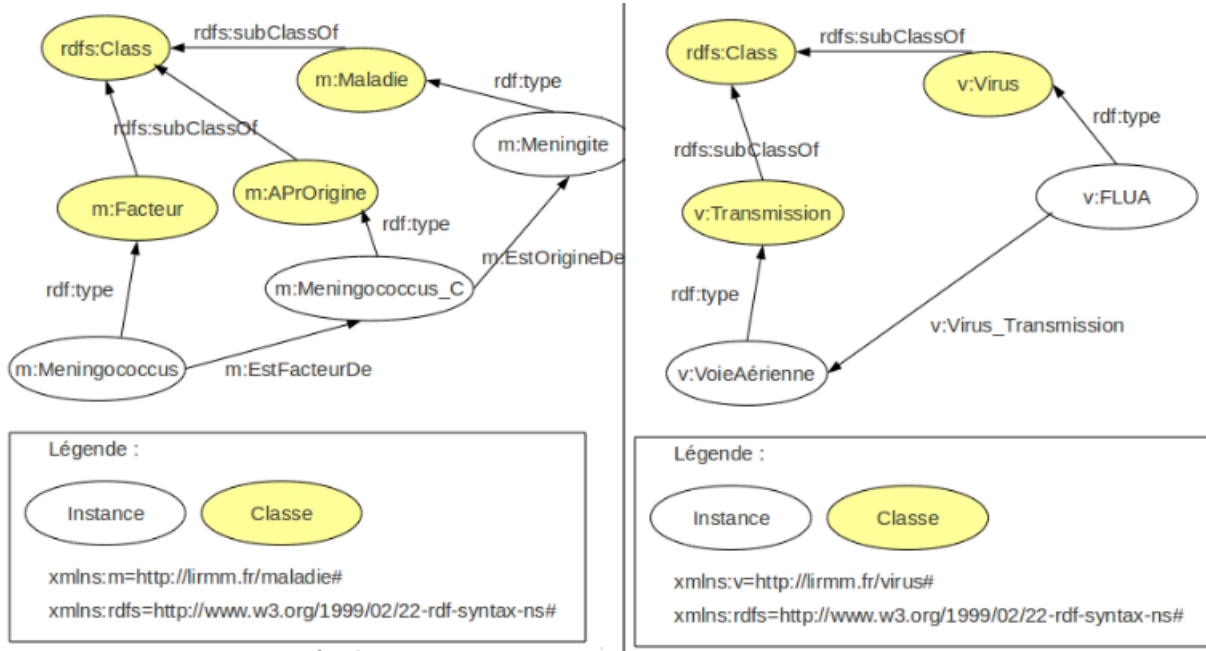 rdfs:Class
rdfs:subClassOf
m:Maladie
rdf:type
rdfs:subClassOf
m:Meningite
m:Facteur
m:APrOrigine
rdf:type
m:EstOrigineDe
rdf:type
m:Meningococcus_C
m:Meningococcus
m:EstFacteurDe
Légende :
Instance
Classe
xmlns:m=http://lirmm.fr/maladie#
xmlns:rdfs=http://www.w3.org/1999/02/22-rdf-syntax-ns#
rdfs:Class
rdfs:subClassOf
v:Virus
rdf:type
rdfs:subClassOf
v:FLUA
v:Transmission
rdf:type
v:Virus_Transmission
v:VoieAérienne
Légende :
Instance
Classe
xmlns:v=http://lirmm.fr/virus#
xmlns:rdfs=http://www.w3.org/1999/02/22-rdf-syntax-ns#